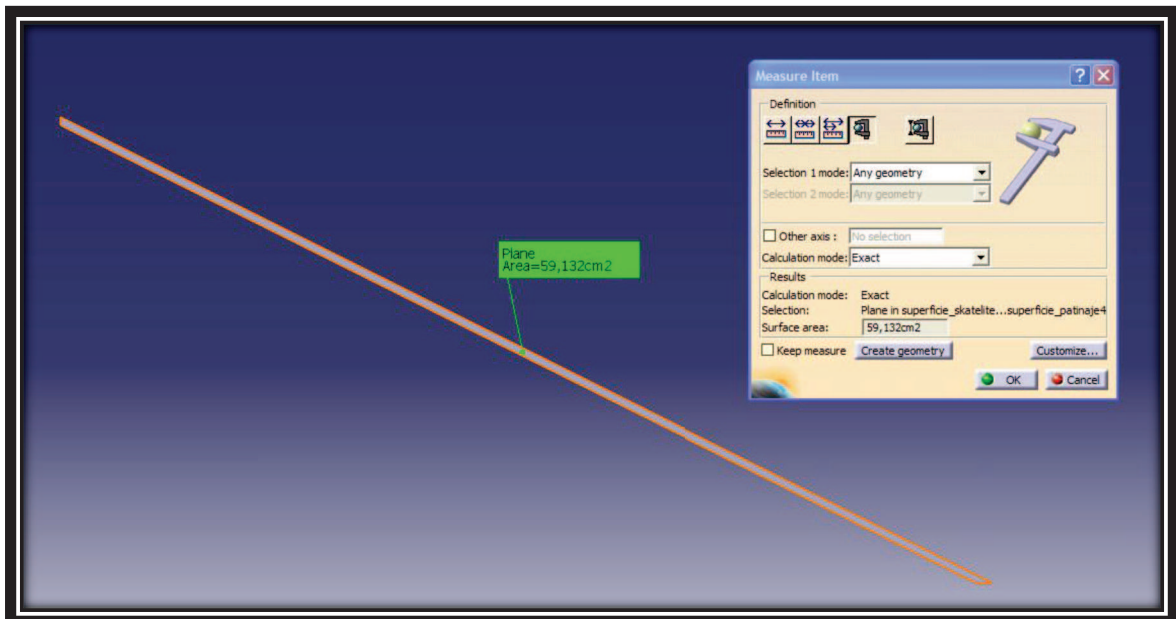 Measure Item
Definition
Selection 1 mode: Any geometry
Selection 2 mode: Any geometry
Other axis : No selection
Calculation mode: Exact
Results
Calculation mode: Exact
Selection: Plane in superficie_skatelite...superficie_patinaje4
Surface area: 59,132cm2
Keep measure Create geometry Customize...
OK Cancel
Plane
Area=59,132cm2